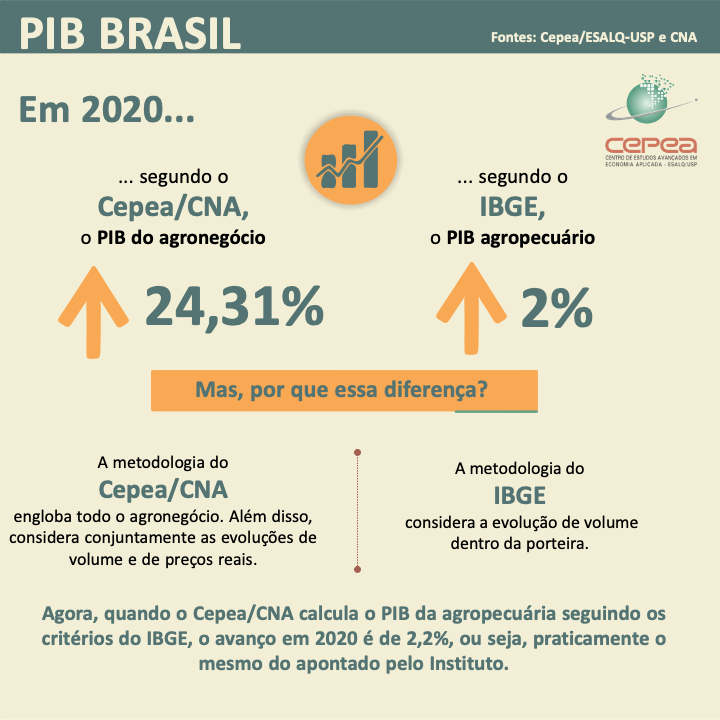 PIB BRASIL
Fontes: Cepea/ESALQ-USP e CNA
Em 2020...
CEPEA
CENTRO DE ESTUDOS AVANÇADOS EM
ECONOMIA APLICADA - ESALQ/USP
... segundo o
Cepea/CNA,
o PIB do agronegócio
24,31%
... segundo o
IBGE,
o PIB agropecuário
2%
Mas, por que essa diferença?
A metodologia do
Cepea/CNA
engloba todo o agronegócio. Além disso,
considera conjuntamente as evoluções de
volume e de preços reais.
A metodologia do
IBGE
considera a evolução de volume
dentro da porteira.
Agora, quando o Cepea/CNA calcula o PIB da agropecuária seguindo os
critérios do IBGE, o avanço em 2020 é de 2,2%, ou seja, praticamente o
mesmo do apontado pelo Instituto.